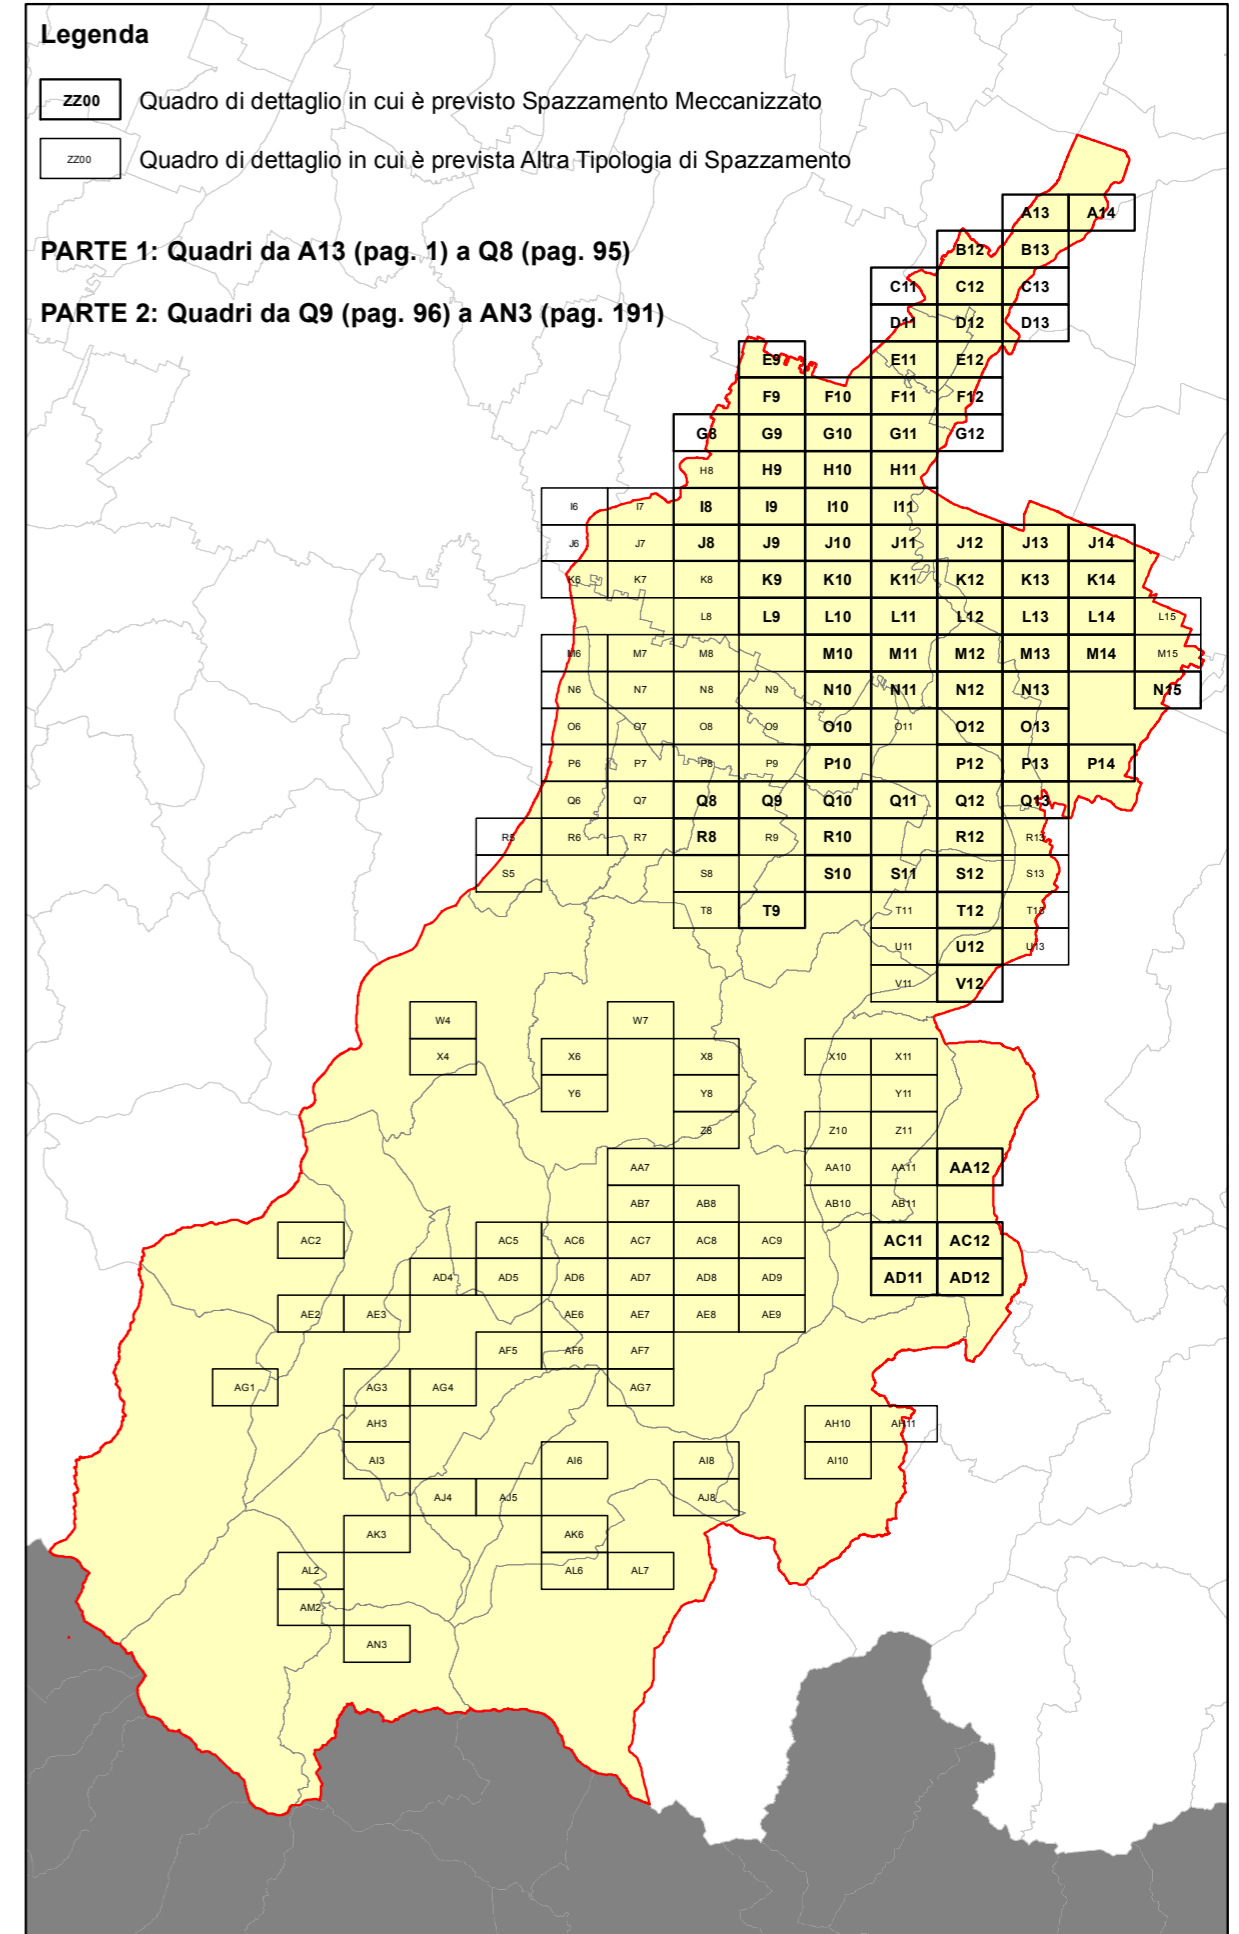 Legenda
ZZ00 Quadro di dettaglio in cui è previsto Spazzamento Meccanizzato
ZZ00 Quadro di dettaglio in cui è prevista Altra Tipologia di Spazzamento
PARTE 1: Quadri da A13 (pag. 1) a Q8 (pag. 95)
PARTE 2: Quadri da Q9 (pag. 96) a AN3 (pag. 191)
A13 A14
B12 B13
C11 C12 C13
D11 D12 D13
E9 E11 E12
F9 F10 F11 F12
G8 G9 G10 G11 G12
H8 H9 H10 H11
I6 I7 I8 I9 I10 I11
J6 J7 J8 J9 J10 J11 J12 J13 J14
K6 K7 K8 K9 K10 K11 K12 K13 K14
L8 L9 L10 L11 L12 L13 L14 L15
M6 M7 M8 M10 M11 M12 M13 M14 M15
N6 N7 N8 N9 N10 N11 N12 N13 N15
O6 O7 O8 O9 O10 O11 O12 O13
P6 P7 P8 P9 P10 P12 P13 P14
Q6 Q7 Q8 Q9 Q10 Q11 Q12 Q13
R5 R6 R7 R8 R9 R10 R12 R13
S5 S8 S10 S11 S12 S13
T8 T9 T11 T12 T13
U11 U12 U13
V11 V12
W4 W7
X4 X6 X8 X10 X11
Y6 Y8 Y11
Z8 Z10 Z11
AA7 AA10 AA11 AA12
AB7 AB8 AB10 AB11
AC2 AC5 AC6 AC7 AC8 AC9 AC11 AC12
AD4 AD5 AD6 AD7 AD8 AD9 AD11 AD12
AE2 AE3 AE6 AE7 AE8 AE9
AF5 AF6 AF7
AG1 AG3 AG4 AG7
AH3 AH10 AH11
AI3 AI6 AI8 AI10
AJ4 AJ5 AJ8
AK3 AK6
AL2 AL6 AL7
AM2
AN3